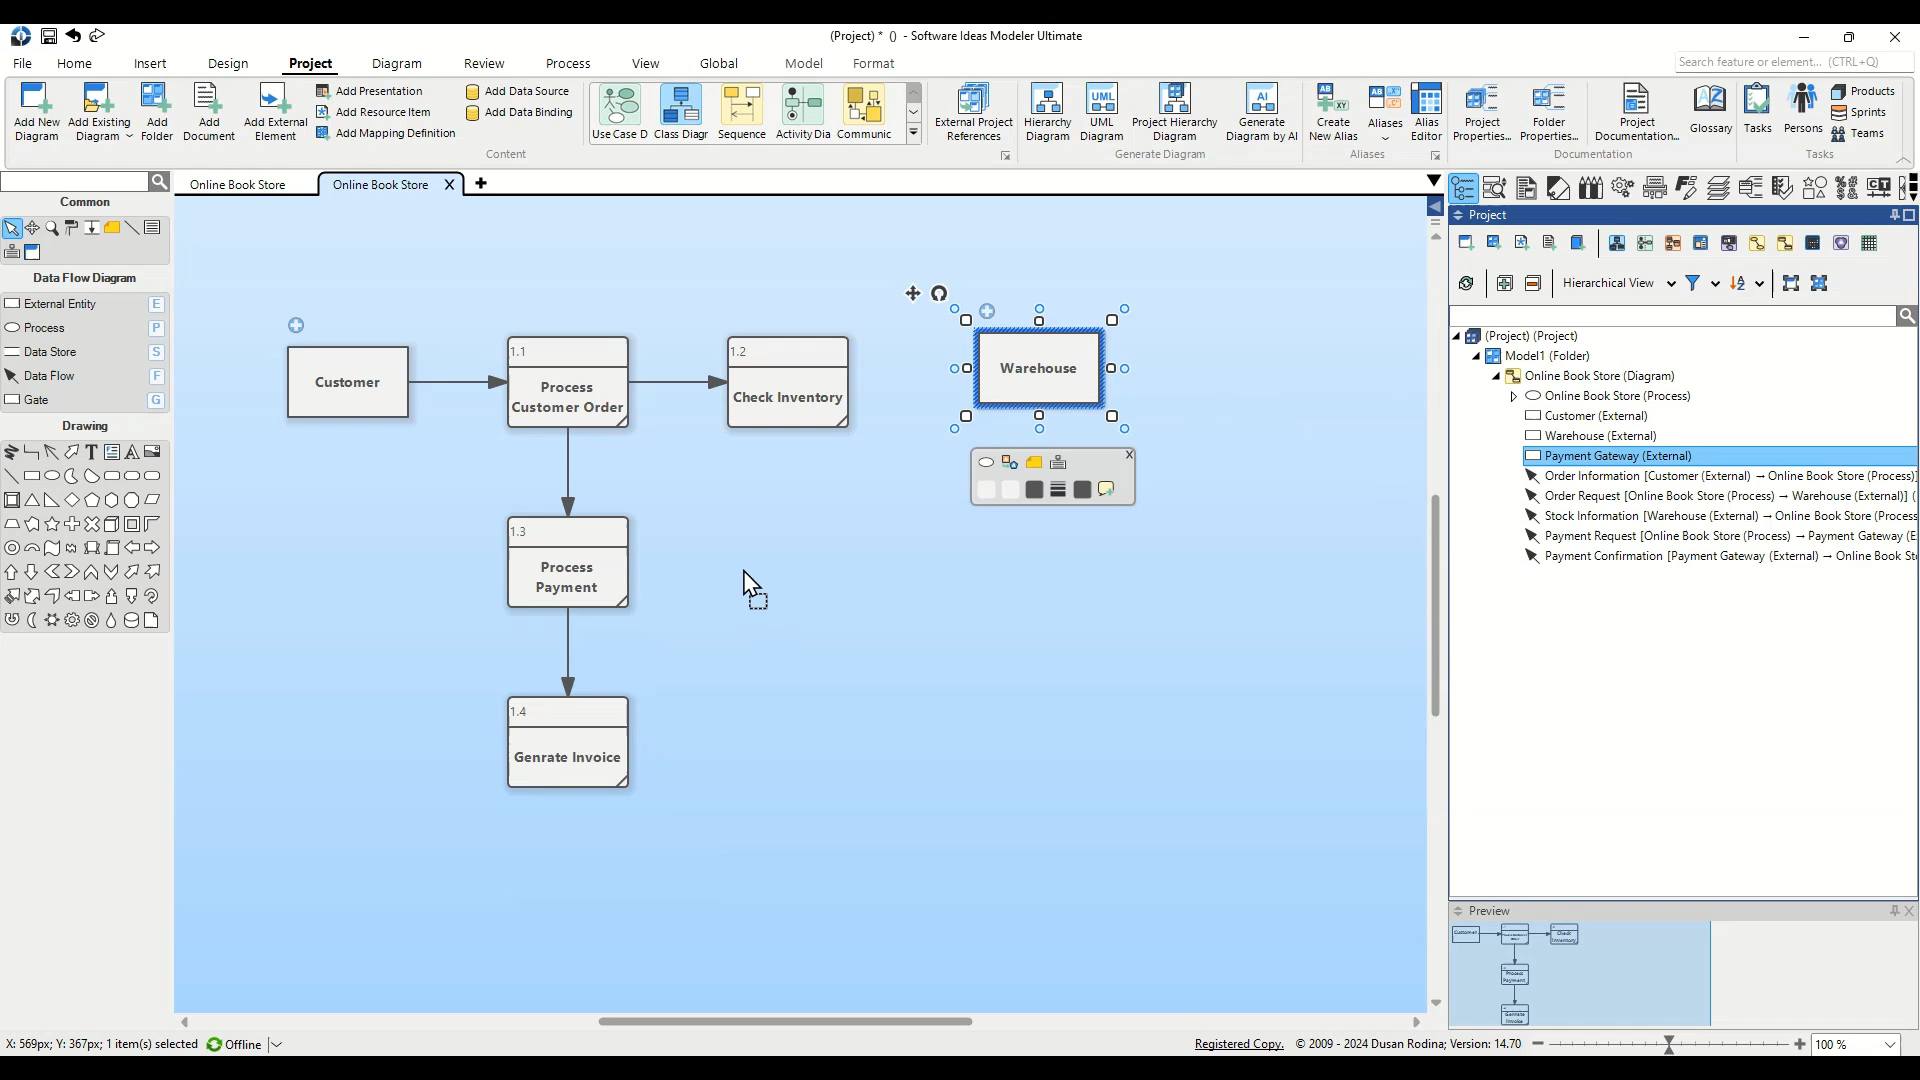 (Project) * () - Software Ideas Modeler Ultimate
File Home Insert Design Project Diagram Review Process View Global Model Format
Search feature or element... (CTRL+Q)
Add New Diagram
Add Existing Diagram
Add Folder
Add Document
Add External Element
Add Presentation
Add Resource Item
Add Mapping Definition
Add Data Source
Add Data Binding
Content
Use Case D
Class Diagr
Sequence
Activity Dia
Communic
External Project References
Hierarchy Diagram
UML Diagram
Project Hierarchy Diagram
Generate Diagram by AI
Generate Diagram
Create New Alias
Aliases
Alias Editor
Aliases
Project Properties...
Folder Properties...
Project Documentation...
Glossary
Documentation
Tasks
Persons
Products
Sprints
Teams
Tasks
Online Book Store
Online Book Store X
Common
Data Flow Diagram
External Entity E
Process P
Data Store S
Data Flow F
Gate G
Drawing
Customer
1.1
Process
Customer Order
1.2
Check Inventory
Warehouse
1.3
Process
Payment
1.4
Genrate Invoice
Project
Hierarchical View
(Project) (Project)
Model1 (Folder)
Online Book Store (Diagram)
Online Book Store (Process)
Customer (External)
Warehouse (External)
Payment Gateway (External)
Order Information [Customer (External) → Online Book Store (Process)]
Order Request [Online Book Store (Process) → Warehouse (External)] (
Stock Information [Warehouse (External) → Online Book Store (Process
Payment Request [Online Book Store (Process) → Payment Gateway (E
Payment Confirmation [Payment Gateway (External) → Online Book St
Preview
Customer
Check
Inventory
Process
Payment
Genrate
Invoice
X: 569px; Y: 367px; 1 item(s) selected Offline
Registered Copy. © 2009 - 2024 Dusan Rodina; Version: 14.70
100 %